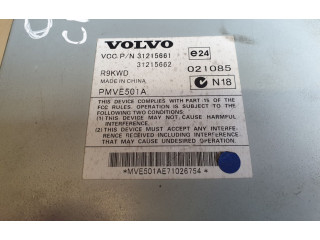 VOLVO
VCC P/N 31215661
31215662
e24
R9KWD
021085
MADE IN CHINA
N18
PMVE501A
THIS DEVICE COMPLIES WITH PART 15 OF THE
FCC RULES. OPERATION IS SUBJECT TO THE
FOLLOWING TWO CONDITIONS:
(1) THIS DEVICE MAY NOT CAUSE HARMFUL
INTERFERENCE.
(2) THIS DEVICE MUST ACCEPT ANY INTERFE-
RENCE RECEIVED, INCLUDING INTERFERENCE
THAT MAY CAUSE UNDESIRED OPERATION.
*MVE501AE71026754*